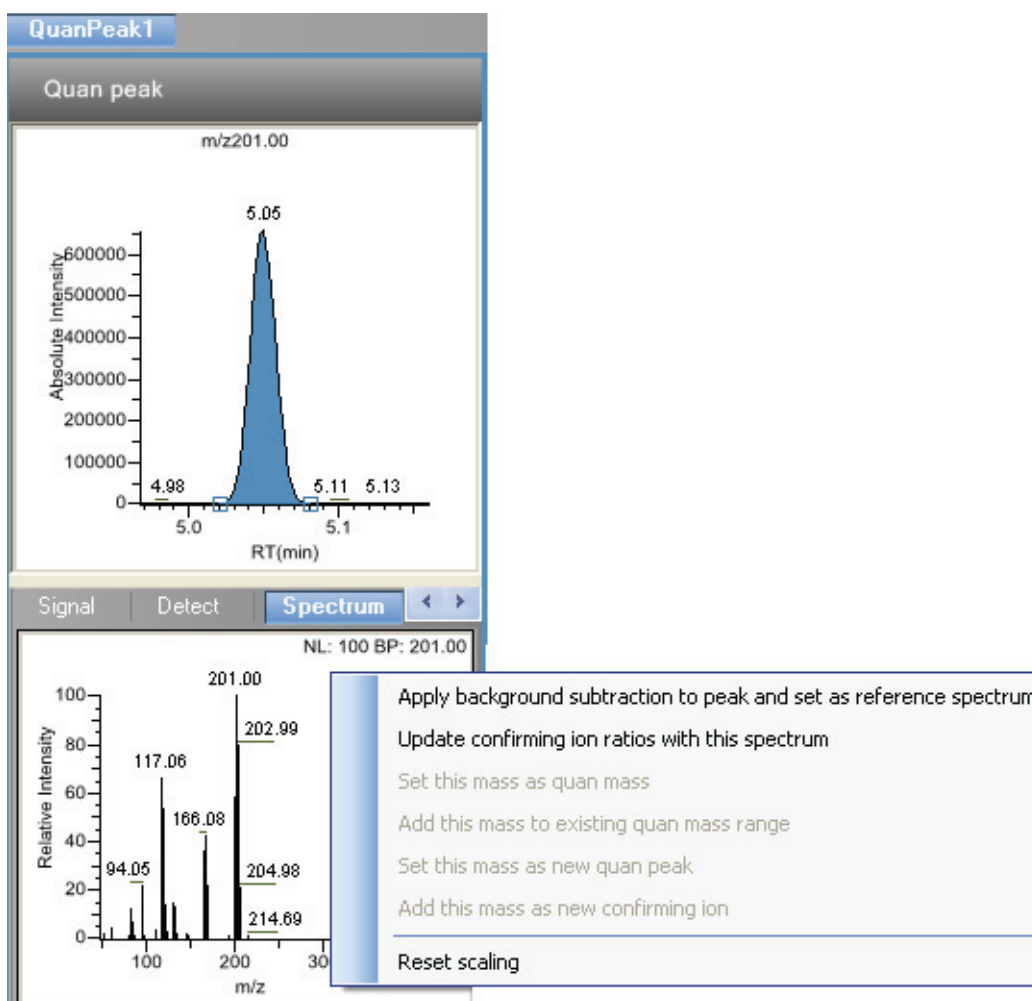 QuanPeak1
Quan peak
m/z201.00
5.05
Absolute Intensity
600000
500000
400000
300000
200000
100000
0
4.98
5.11
5.13
5.0
5.1
RT(min)
Signal
Detect
Spectrum
NL: 100 BP: 201.00
201.00
202.99
117.06
166.08
94.05
204.98
214.69
Relative Intensity
100
80
60
40
20
0
100
200
30
m/z
Apply background subtraction to peak and set as reference spectrum
Update confirming ion ratios with this spectrum
Set this mass as quan mass
Add this mass to existing quan mass range
Set this mass as new quan peak
Add this mass as new confirming ion
Reset scaling